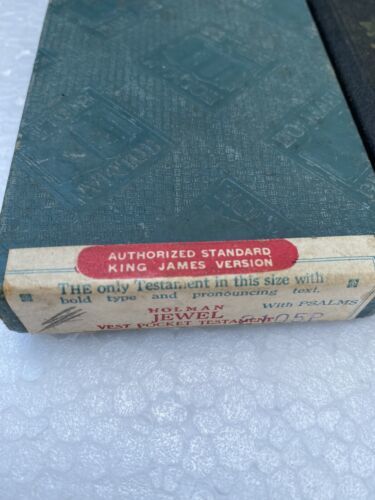 AUTHORIZED STANDARD
KING JAMES VERSION
THE only Testament in this size with
bold type and pronouncing text.
With PSALMS
HOLMAN
JEWEL
VEST POCKET TESTAMENT